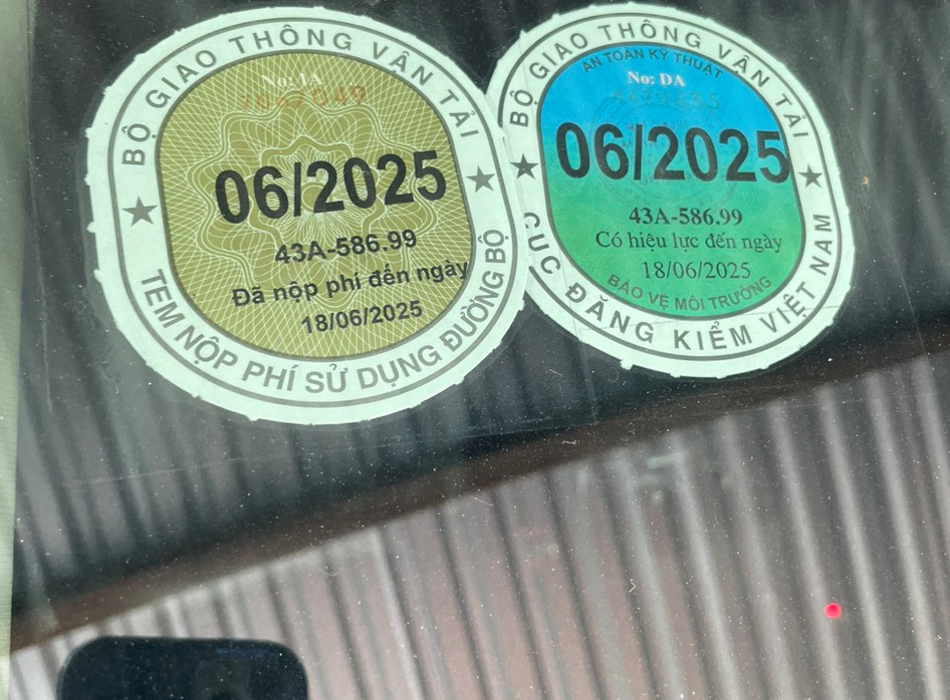 BỘ GIAO THÔNG VẬN TẢI
No: IA
06/2025
43A-586.99
Đã nộp phí đến ngày
18/06/2025
TEM NỘP PHÍ SỬ DỤNG ĐƯỜNG BỘ
BỘ GIAO THÔNG VẬN TẢI
AN TOÀN KỸ THUẬT
No: DA
06/2025
43A-586.99
Có hiệu lực đến ngày
18/06/2025
BẢO VỆ MÔI TRƯỜNG
CỤC ĐĂNG KIỂM VIỆT NAM